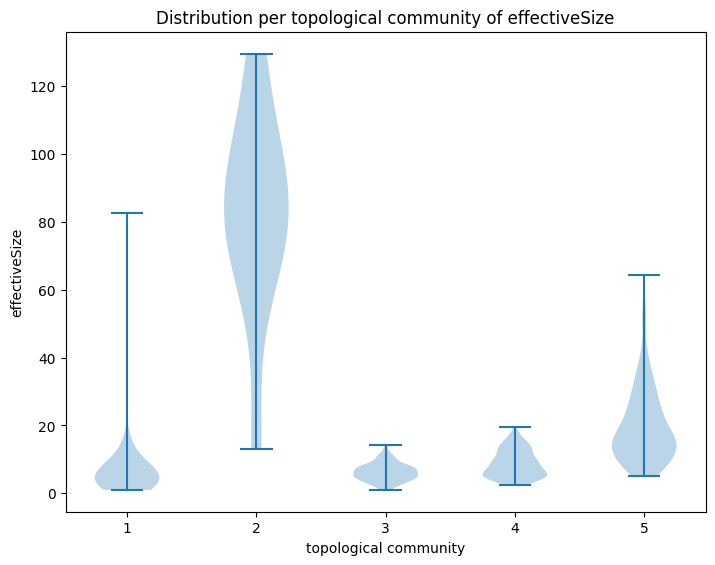 Distribution per topological community of effectiveSize
effectiveSize
120
100
80
60
40
20
0
1 2 3 4 5
topological community